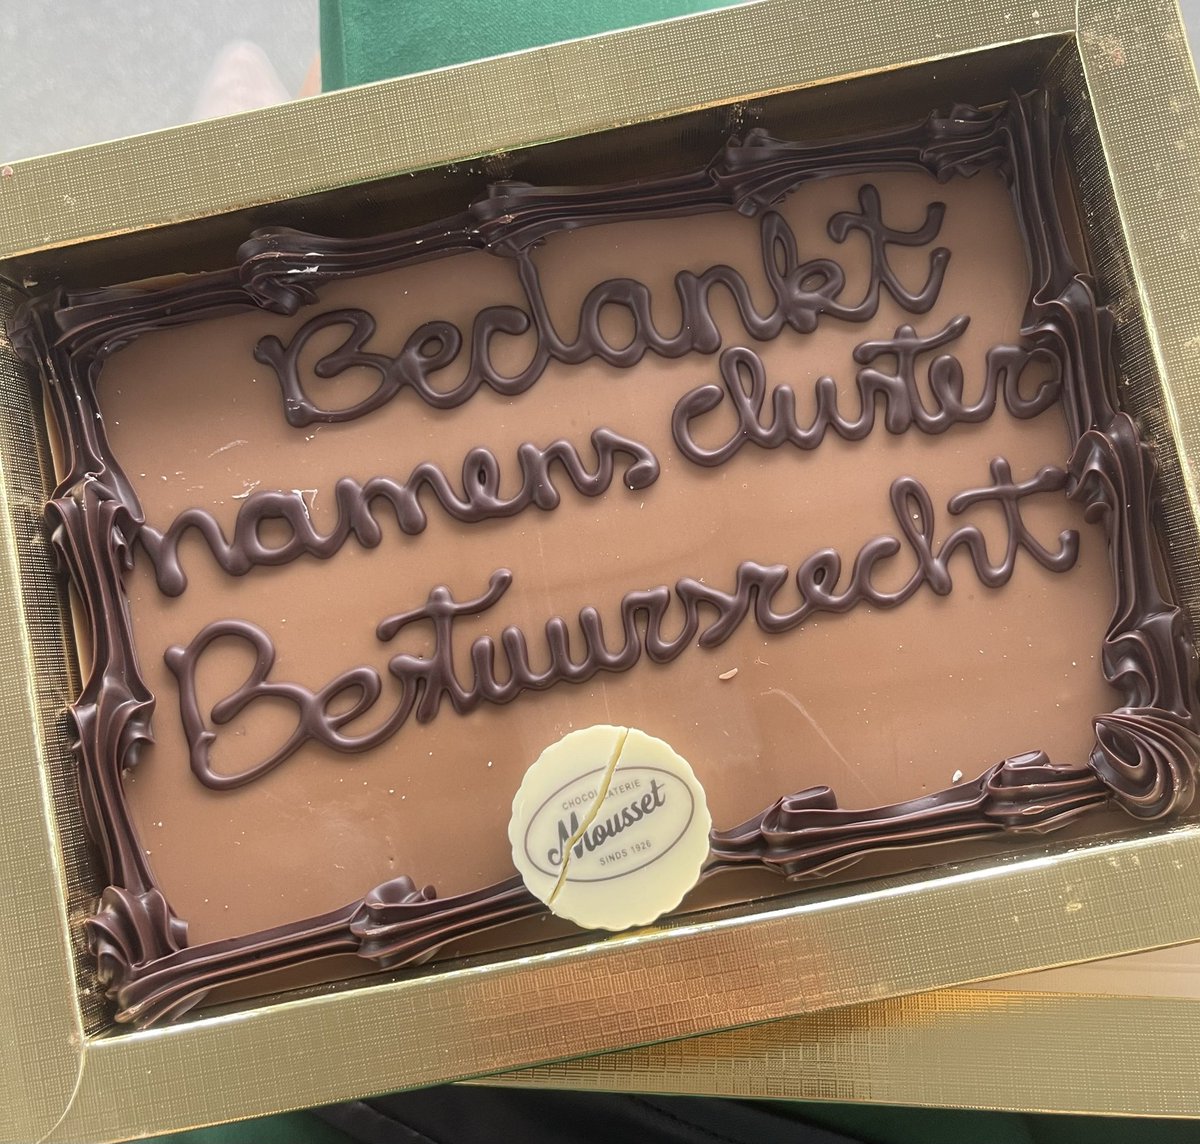 Bedankt
namens cluster
Bestuursrecht
CHOCOLATERIE
Mousset
SINDS 1926